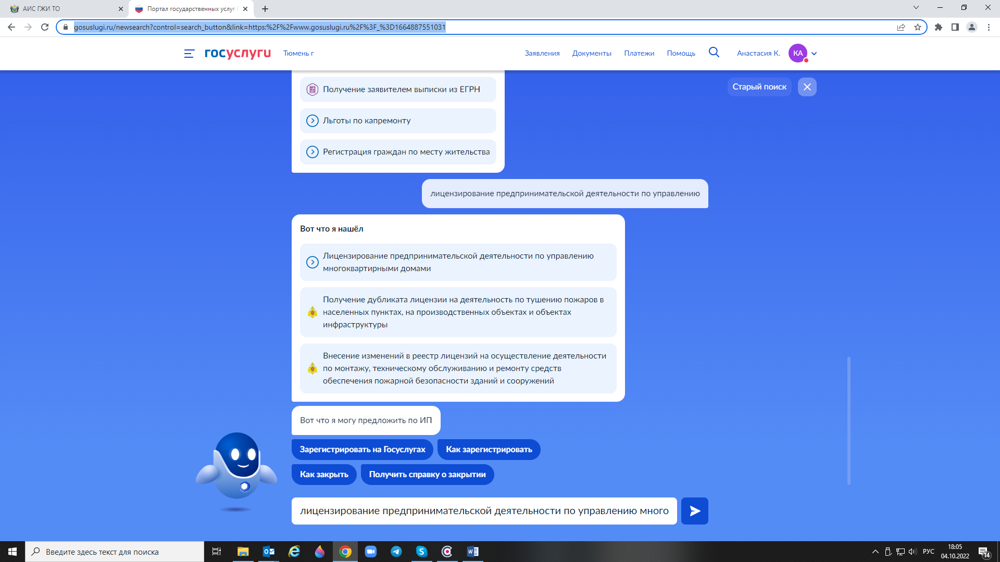 АИС ГЖИ ТО
Портал государственных услуг
gosuslugi.ru/newsearch?control=search_button&link=https:%2F%2Fwww.gosuslugi.ru%2F%3F_%3D1664887551031
госуслуги
Тюмень г
Заявления
Документы
Платежи
Помощь
Анастасия К.
КА
Получение заявителем выписки из ЕГРН
Старый поиск
Льготы по капремонту
Регистрация граждан по месту жительства
лицензирование предпринимательской деятельности по управлению
Вот что я нашёл
Лицензирование предпринимательской деятельности по управлению
многоквартирными домами
Получение дубликата лицензии на деятельность по тушению пожаров в
населенных пунктах, на производственных объектах и объектах
инфраструктуры
Внесение изменений в реестр лицензий на осуществление деятельности
по монтажу, техническому обслуживанию и ремонту средств
обеспечения пожарной безопасности зданий и сооружений
Вот что я могу предложить по ИП
Зарегистрировать на Госуслугах
Как зарегистрировать
Как закрыть
Получить справку о закрытии
лицензирование предпринимательской деятельности по управлению много
Введите здесь текст для поиска
РУС
18:05
04.10.2022
14